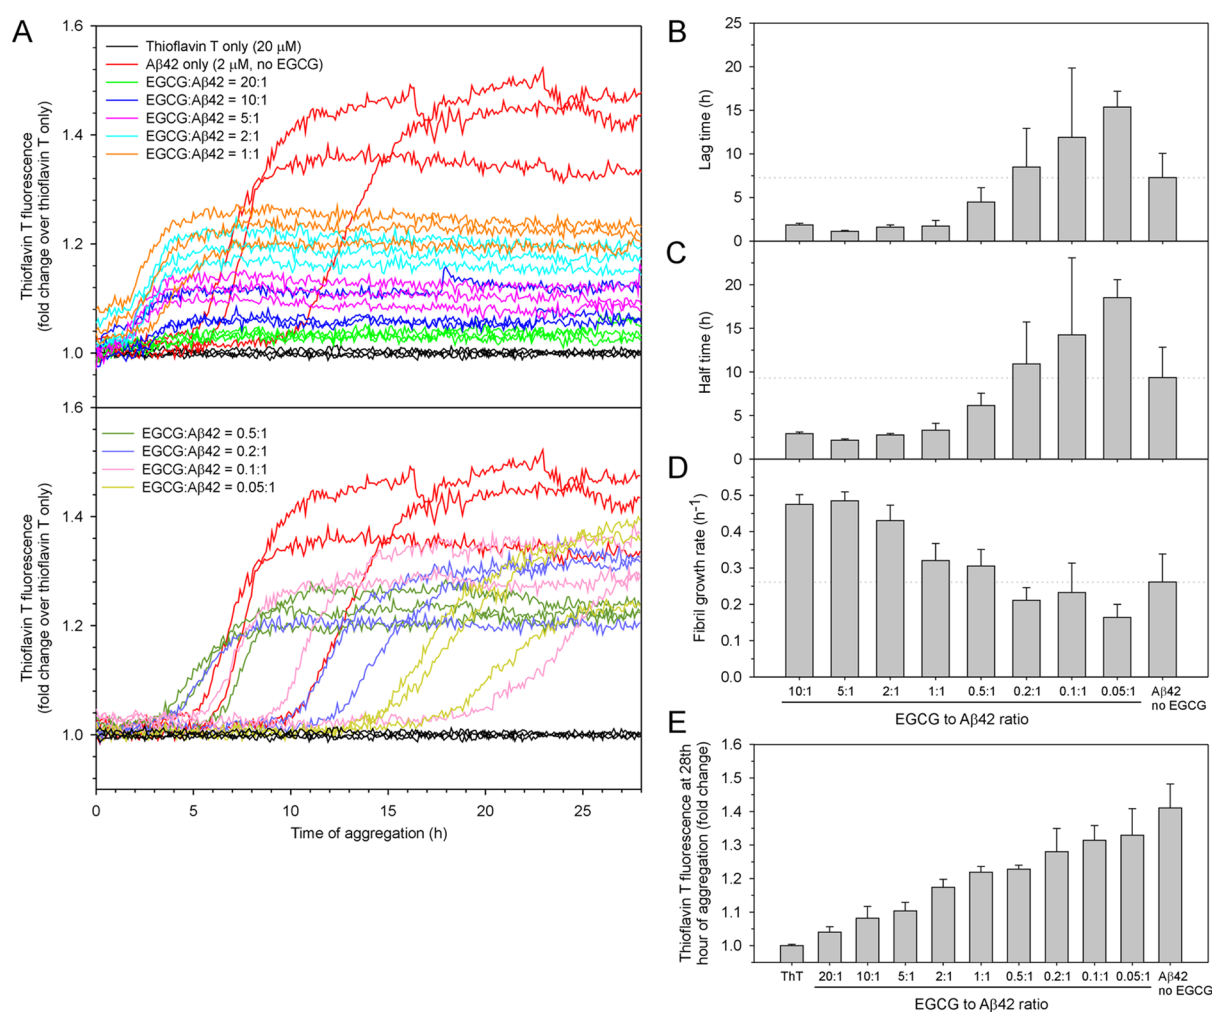 A
1.6
1.4
1.2
1.0
Thioflavin T fluorescence
(fold change over thioflavin T only)
Thioflavin T only (20 μM)
Aβ42 only (2 μM, no EGCG)
EGCG:Aβ42 = 20:1
EGCG:Aβ42 = 10:1
EGCG:Aβ42 = 5:1
EGCG:Aβ42 = 2:1
EGCG:Aβ42 = 1:1
1.6
1.4
1.2
1.0
Thioflavin T fluorescence
(fold change over thioflavin T only)
EGCG:Aβ42 = 0.5:1
EGCG:Aβ42 = 0.2:1
EGCG:Aβ42 = 0.1:1
EGCG:Aβ42 = 0.05:1
0 5 10 15 20 25
Time of aggregation (h)
B
25
20
15
10
5
0
Lag time (h)
C
20
15
10
5
0
Half time (h)
D
0.5
0.4
0.3
0.2
0.1
0.0
Fibril growth rate (h⁻¹)
10:1 5:1 2:1 1:1 0.5:1 0.2:1 0.1:1 0.05:1 Aβ42
no EGCG
EGCG to Aβ42 ratio
E
1.6
1.5
1.4
1.3
1.2
1.1
1.0
Thioflavin T fluorescence at 28th
hour of aggregation (fold change)
ThT 20:1 10:1 5:1 2:1 1:1 0.5:1 0.2:1 0.1:1 0.05:1 Aβ42
no EGCG
EGCG to Aβ42 ratio